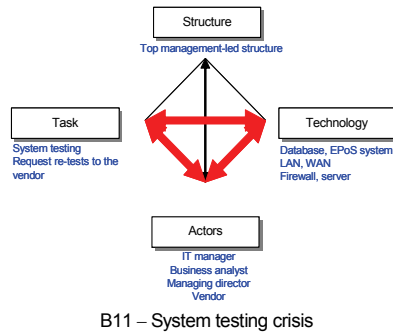 Structure
Top management-led structure
Task
System testing
Request re-tests to the
vendor
Technology
Database, EPoS system
LAN, WAN
Firewall, server
Actors
IT manager
Business analyst
Managing director
Vendor
B11 – System testing crisis